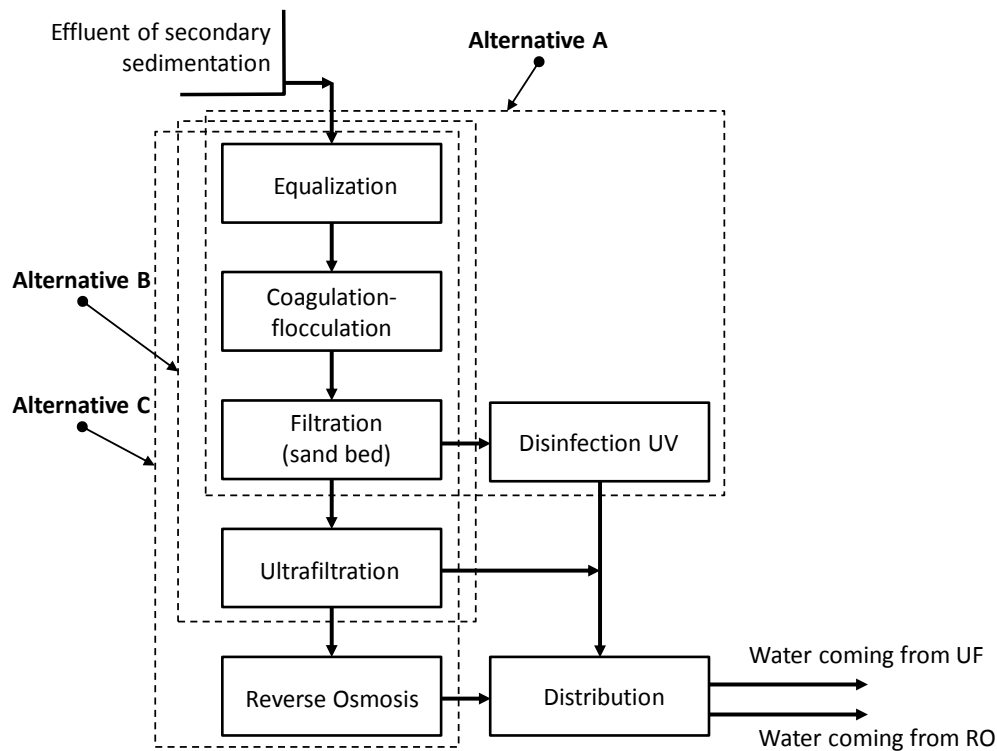 Effluent of secondary
sedimentation
Alternative A
Equalization
Alternative B
Coagulation-
flocculation
Alternative C
Filtration
(sand bed)
Disinfection UV
Ultrafiltration
Water coming from UF
Reverse Osmosis
Distribution
Water coming from RO